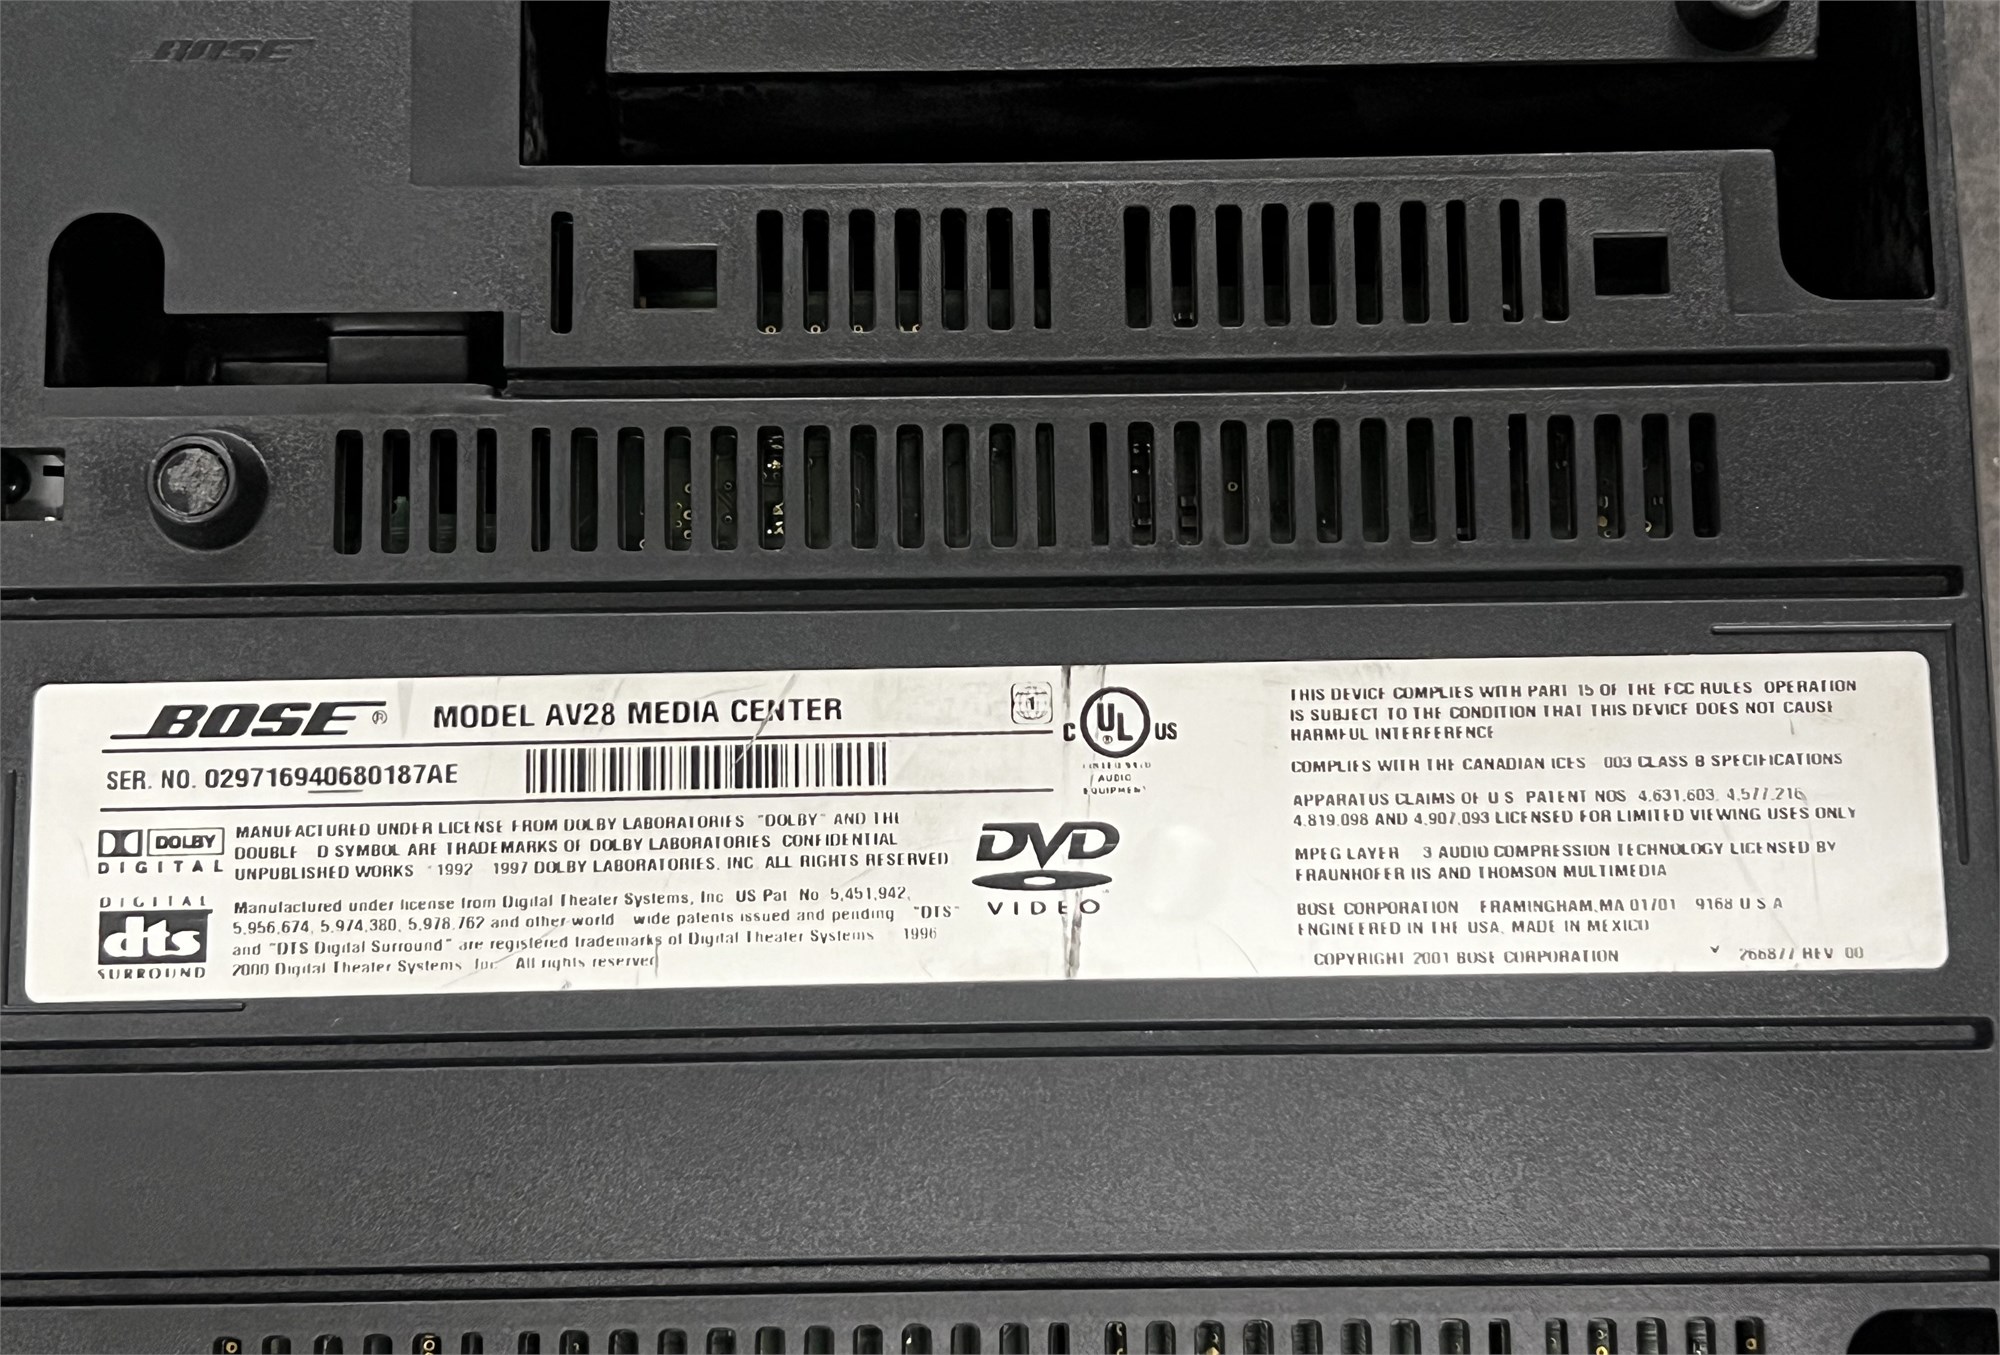 BOSE
BOSE® MODEL AV28 MEDIA CENTER
1
SER. NO. 029716940680187AE
DOLBY
DIGITAL
MANUFACTURED UNDER LICENSE FROM DOLBY LABORATORIES "DOLBY" AND THE
DOUBLE D SYMBOL ARE TRADEMARKS OF DOLBY LABORATORIES CONFIDENTIAL
UNPUBLISHED WORKS 1992 1997 DOLBY LABORATORIES, INC. ALL RIGHTS RESERVED
DIGITAL
dts
SURROUND
Manufactured under license from Digital Theater Systems, Inc US Pat No 5,451,942,
5,956,674, 5,974,380, 5,978,762 and other world wide patents issued and pending "DTS"
and "DTS Digital Surround" are registered trademarks of Digital Theater Systems 1996
2000 Digital Theater Systems Inc All rights reserved
C UL® US
AUDIO
EQUIPMENT
DVD
VIDEO
THIS DEVICE COMPLIES WITH PART 15 OF THE FCC RULES OPERATION
IS SUBJECT TO THE CONDITION THAT THIS DEVICE DOES NOT CAUSE
HARMFUL INTERFERENCE
COMPLIES WITH THE CANADIAN ICES 003 CLASS B SPECIFICATIONS
APPARATUS CLAIMS OF U S PATENT NOS 4,631,603, 4,577,216,
4,819,098 AND 4,907,093 LICENSED FOR LIMITED VIEWING USES ONLY
MPEG LAYER 3 AUDIO COMPRESSION TECHNOLOGY LICENSED BY
FRAUNHOFER IIS AND THOMSON MULTIMEDIA
BOSE CORPORATION FRAMINGHAM, MA 01701 9168 U S A
ENGINEERED IN THE USA, MADE IN MEXICO
COPYRIGHT 2001 BOSE CORPORATION
266877 REV 00